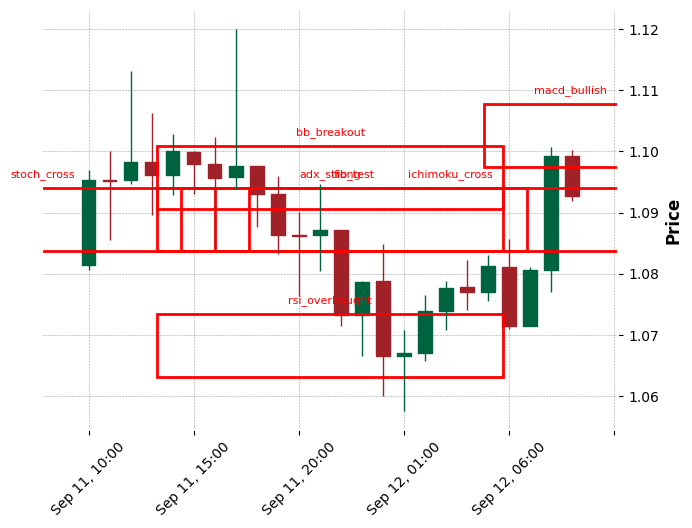 1.12
macd_bullish
1.11
bb_breakout
1.10
stoch_cross
ichimoku_cross
1.09
Price
1.08
rsi_overbought
1.07
1.06
Sep 11, 10:00
Sep 11, 15:00
Sep 11, 20:00
Sep 12, 01:00
Sep 12, 06:00